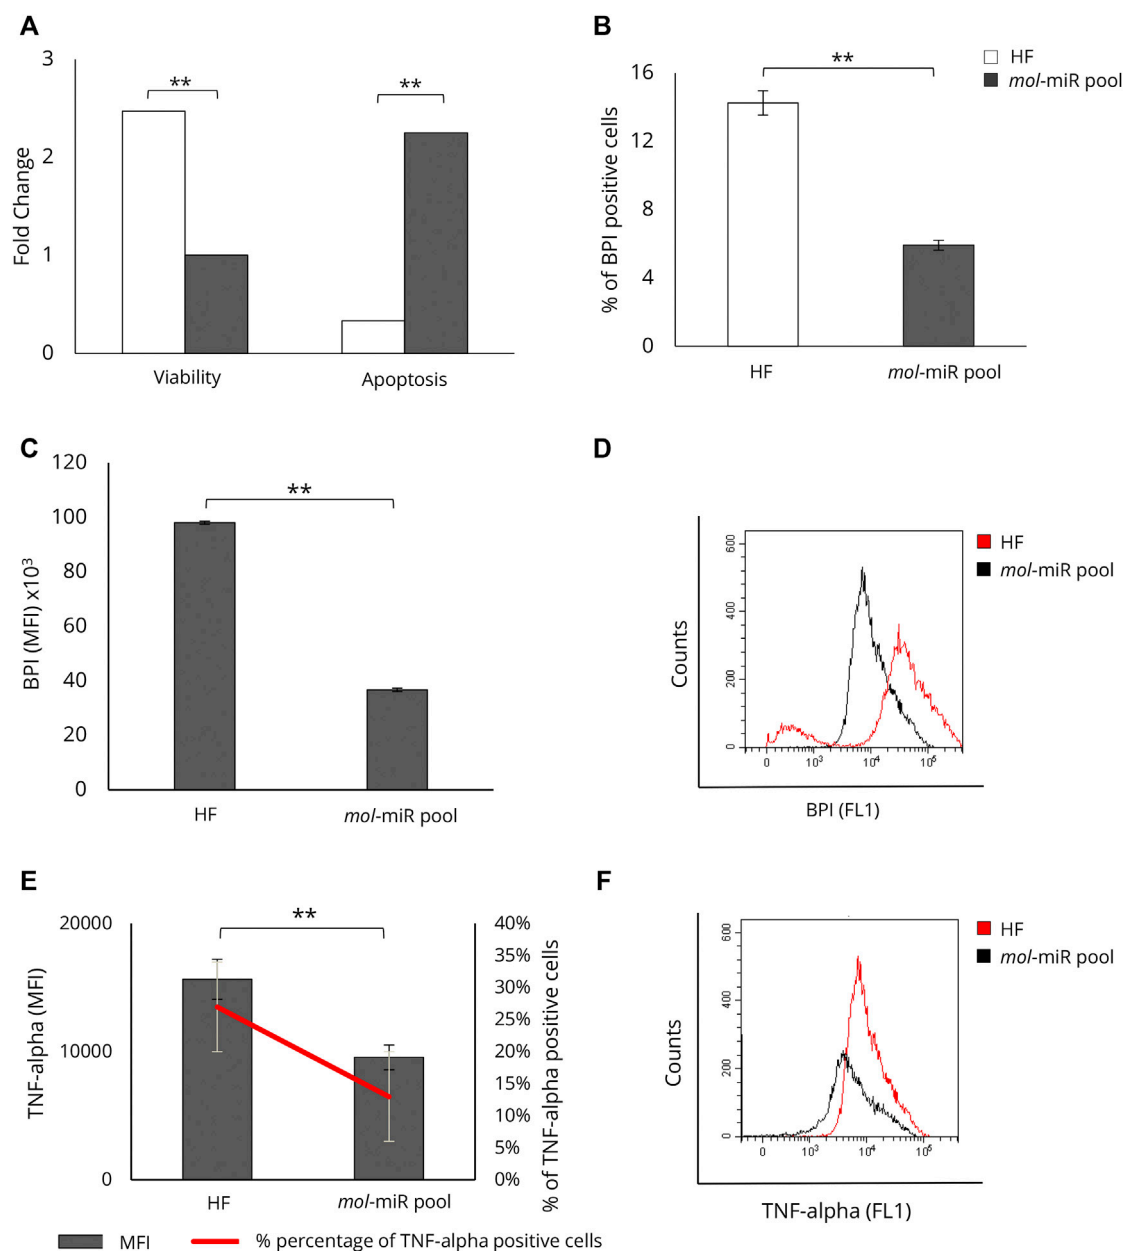 A
3
2
1
0
Fold Change
**
**
Viability
Apoptosis
B
HF
mol-miR pool
16
12
8
4
0
% of BPI positive cells
**
HF
mol-miR pool
C
120
100
80
60
40
20
0
BPI (MFI) x10³
**
HF
mol-miR pool
D
HF
mol-miR pool
Counts
600
400
200
0
0
10³
10⁴
10⁵
BPI (FL1)
E
20000
10000
0
TNF-alpha (MFI)
**
40%
35%
30%
25%
20%
15%
10%
5%
0%
% of TNF-alpha positive cells
HF
mol-miR pool
MFI
% percentage of TNF-alpha positive cells
F
HF
mol-miR pool
Counts
600
400
200
0
0
10³
10⁴
10⁵
TNF-alpha (FL1)